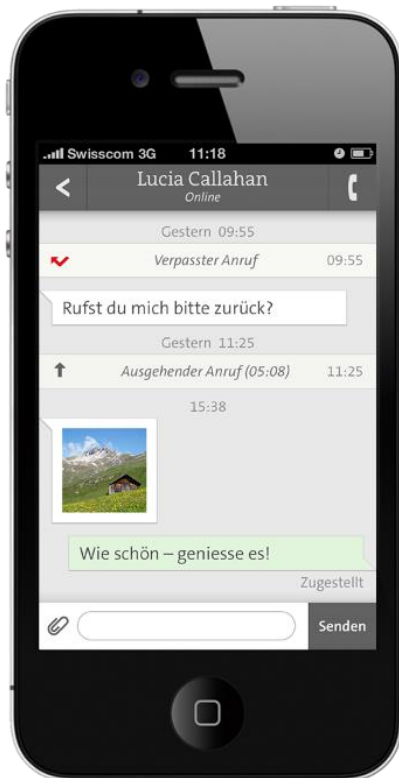 Swisscom 3G 11:18
Lucia Callahan
Online
Gestern 09:55
Verpasster Anruf 09:55
Rufst du mich bitte zurück?
Gestern 11:25
Ausgehender Anruf (05:08) 11:25
15:38
Wie schön – geniesse es!
Zugestellt
Senden